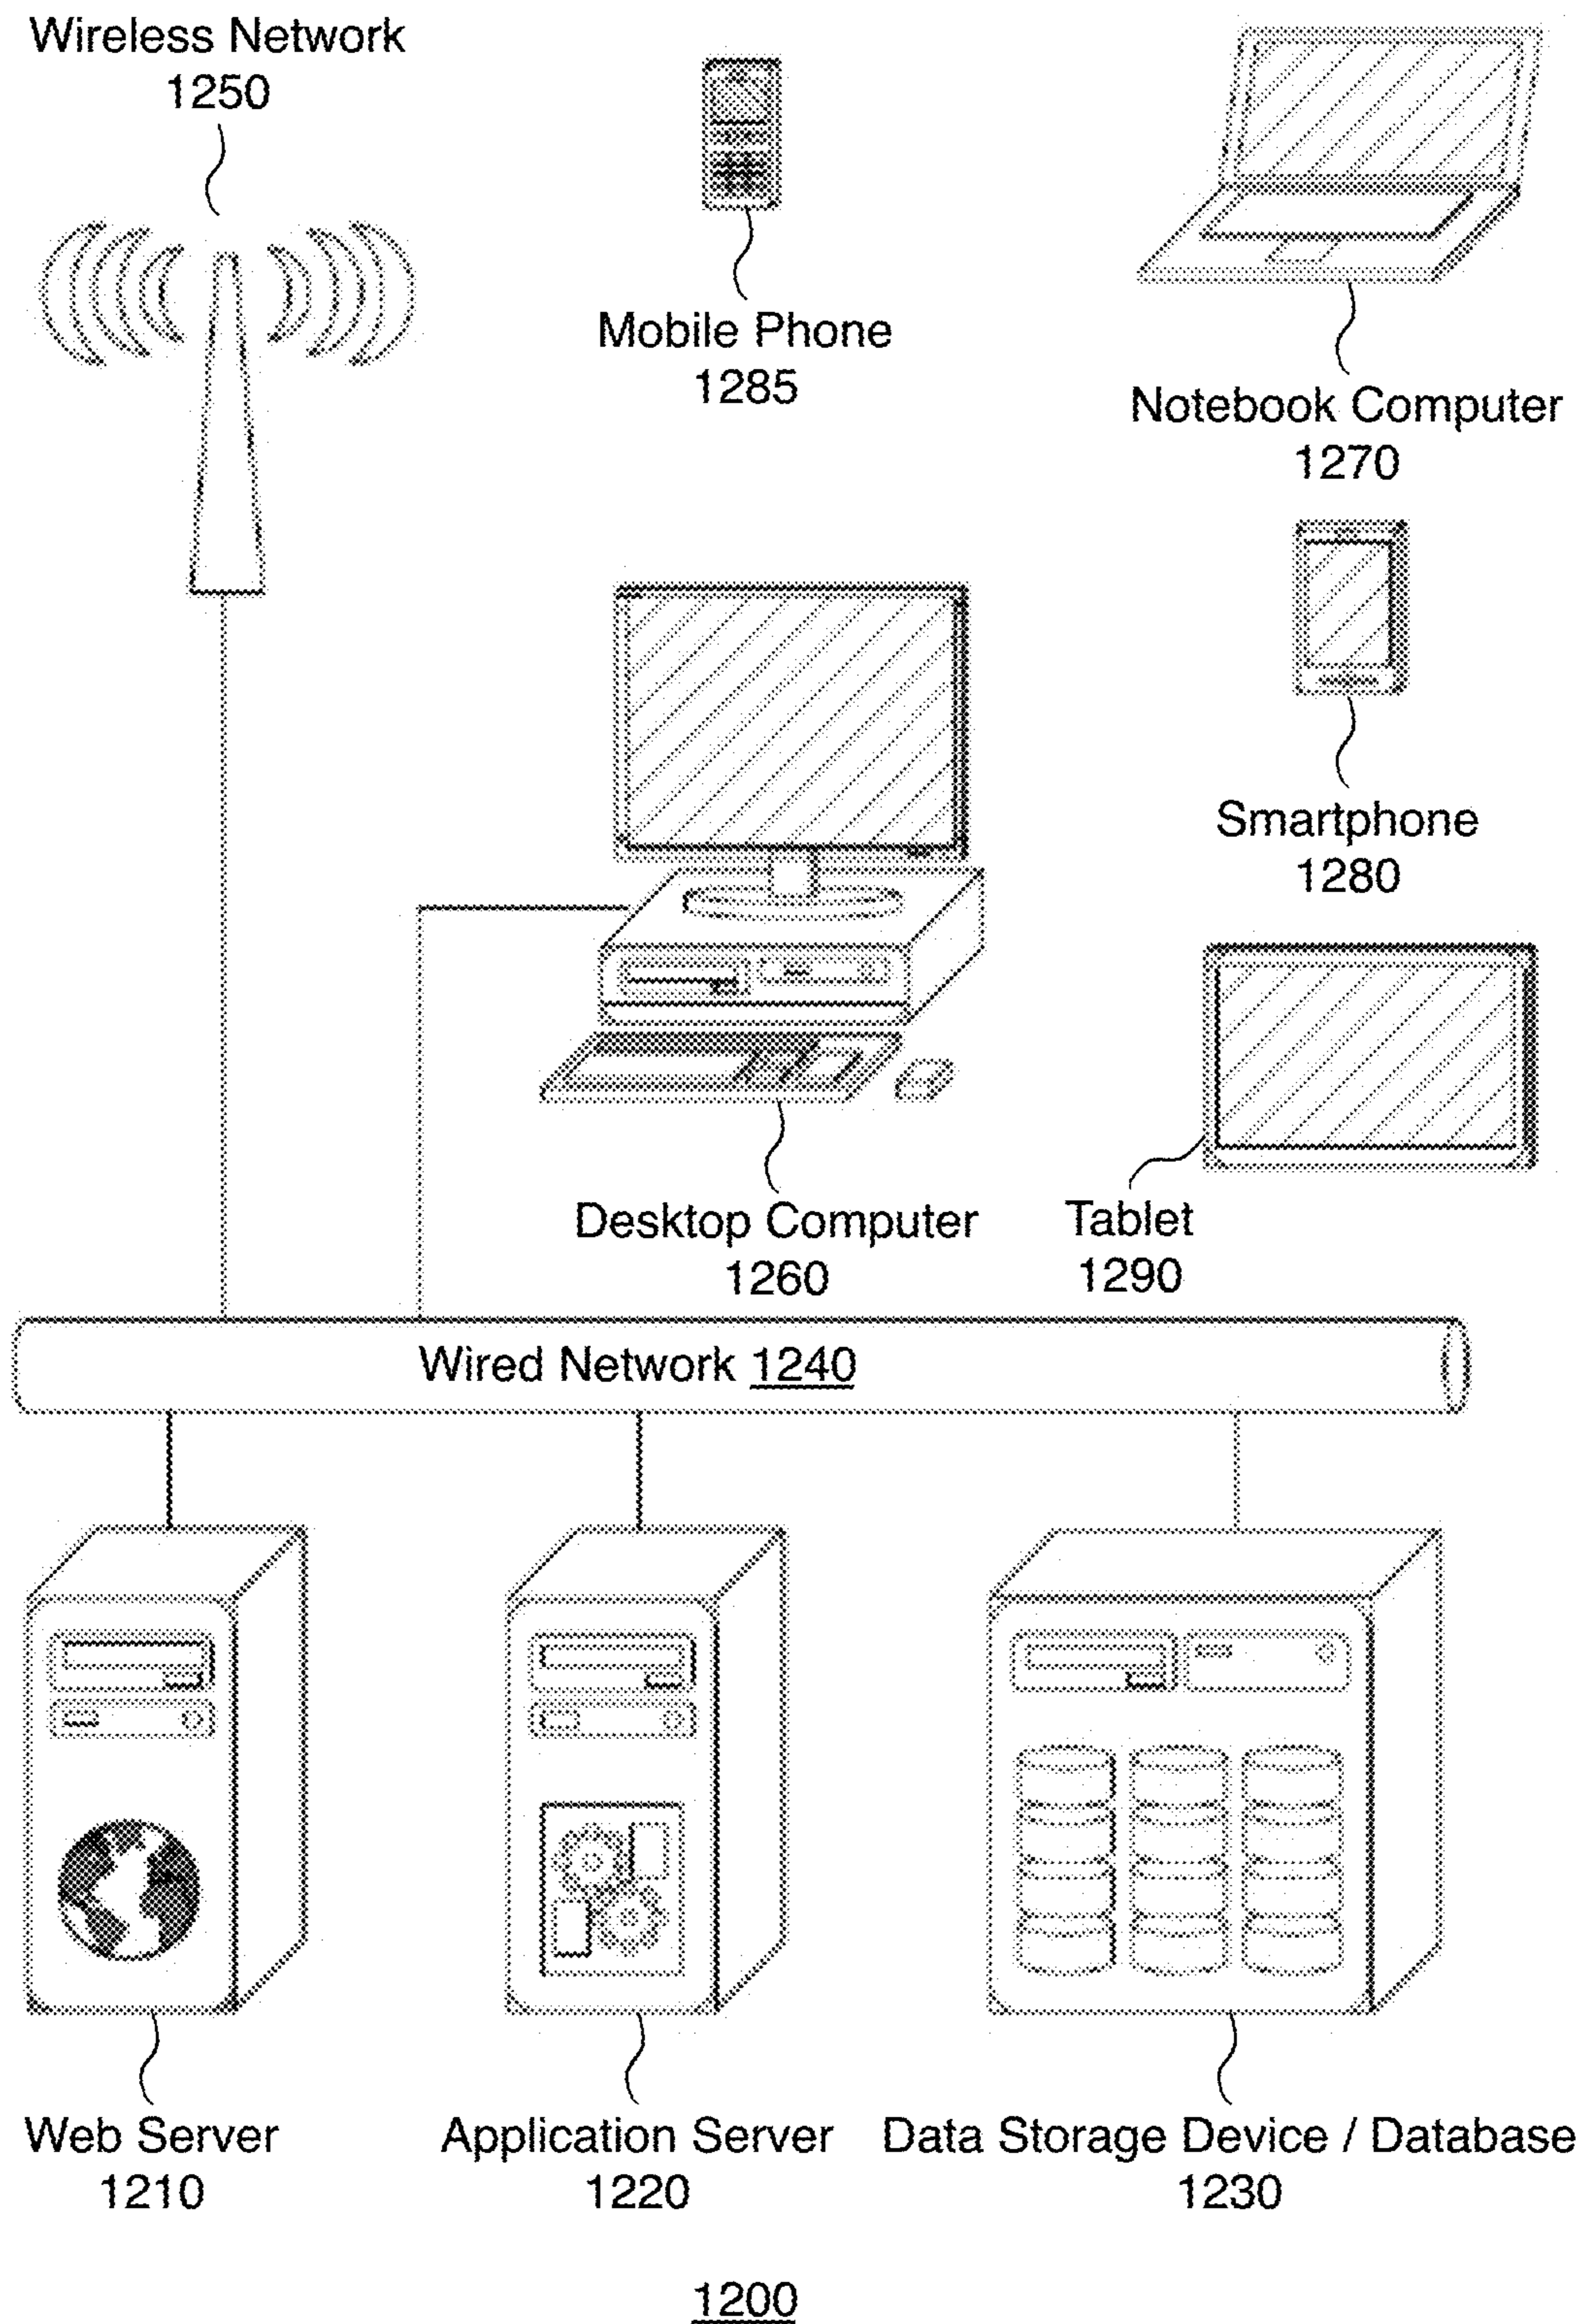 Wireless Network
1250
Mobile Phone
1285
Notebook Computer
1270
Smartphone
1280
Desktop Computer
1260
Tablet
1290
Wired Network 1240
Web Server
1210
Application Server
1220
Data Storage Device / Database
1230
1200